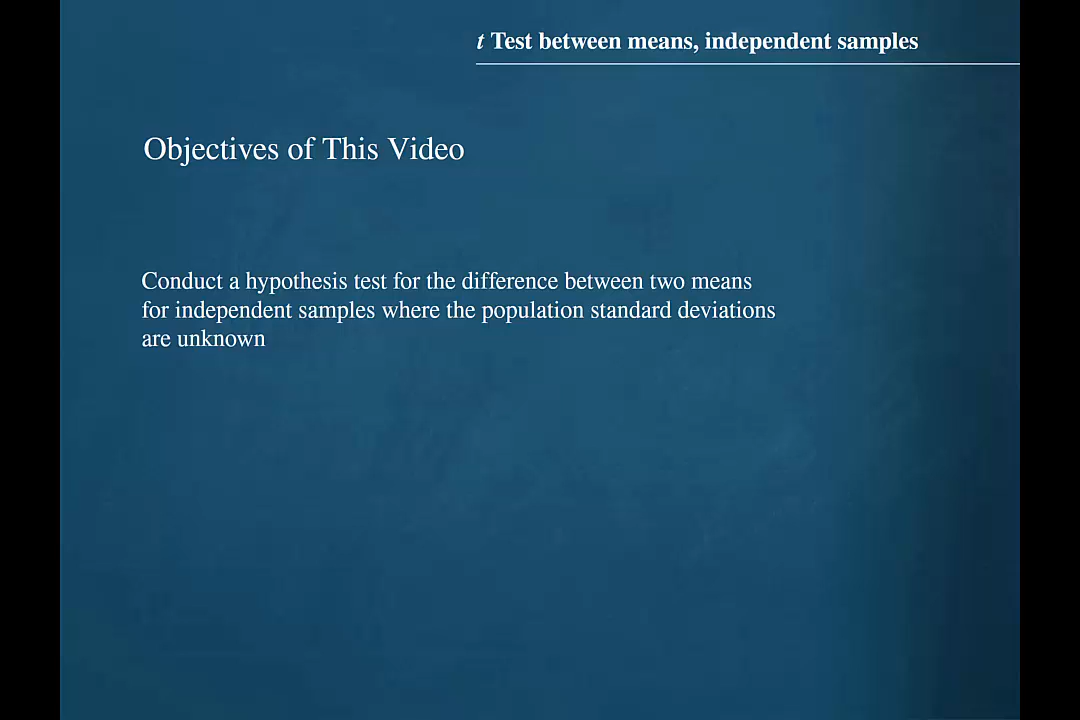 t Test between means, independent samples
Objectives of This Video
Conduct a hypothesis test for the difference between two means
for independent samples where the population standard deviations
are unknown